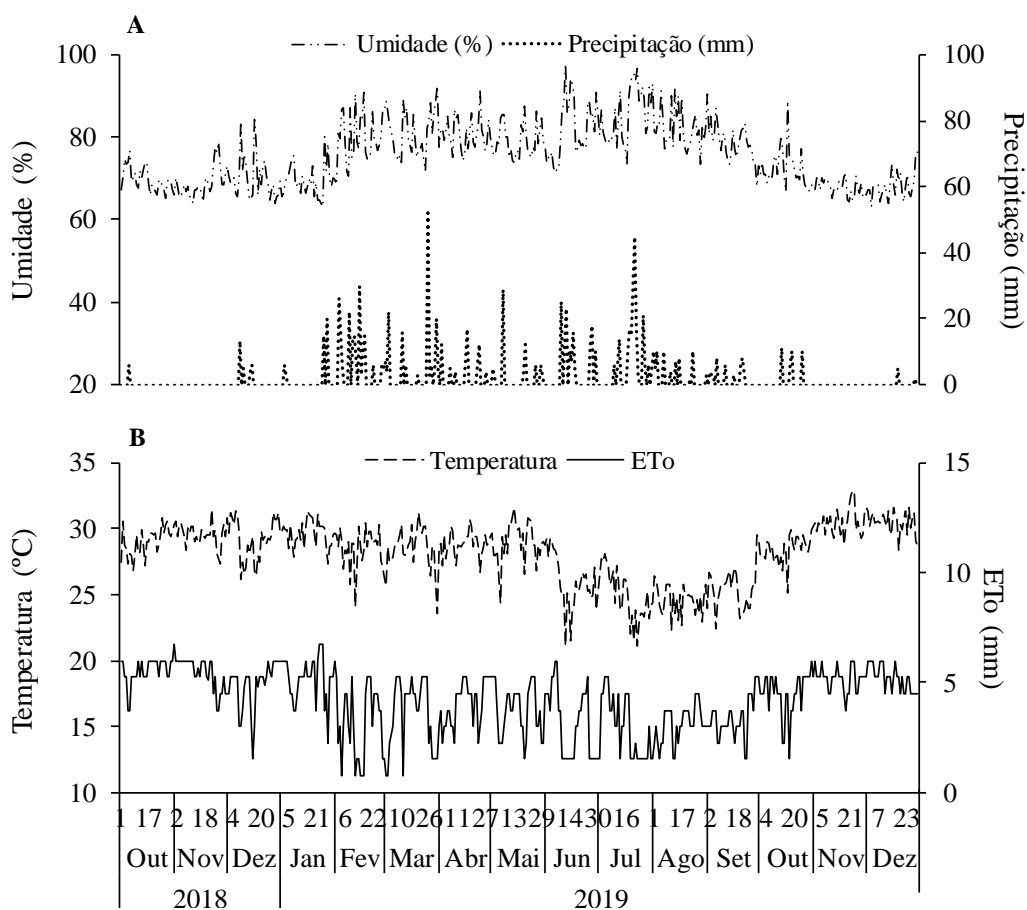 A
Umidade (%) Precipitação (mm)
100 100
80 80
60 60
40 40
20 20
0
Umidade (%)
Precipitação (mm)
B
Temperatura ETo
35 15
30
25 10
20
15 5
10 0
Temperatura (ºC)
ETo (mm)
1 17 2 18 4 20 5 21 6 22 10 26 11 27 13 29 14 30 16 1 17 2 18 4 20 5 21 7 23
Out Nov Dez Jan Fev Mar Abr Mai Jun Jul Ago Set Out Nov Dez
2018 2019